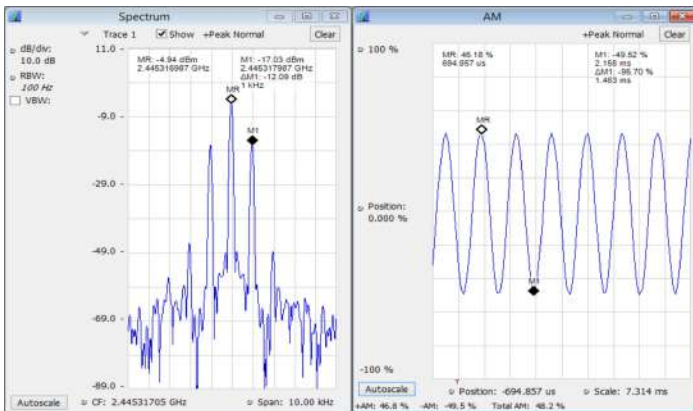 Spectrum
dB/div:
10.0 dB
RBW:
100 Hz
VBW:
Trace 1
Show
+Peak Normal
Clear
11.0
-9.0
-29.0
-49.0
-69.0
-89.0
MR: -4.94 dBm
2.445316987 GHz
M1: -17.03 dBm
2.445317987 GHz
ΔM1: -12.09 dB
1 kHz
MR
M1
Autoscale
CF: 2.44531705 GHz
Span: 10.00 kHz
AM
+Peak Normal
Clear
100 %
MR: 46.18 %
694.857 us
M1: -49.52 %
2.158 ms
ΔM1: -95.70 %
1.463 ms
MR
M1
Position:
0.000 %
-100 %
Autoscale
Position: -694.857 us
Scale: 7.314 ms
+AM: 46.8 %
-AM: -49.5 %
Total AM: 48.2 %